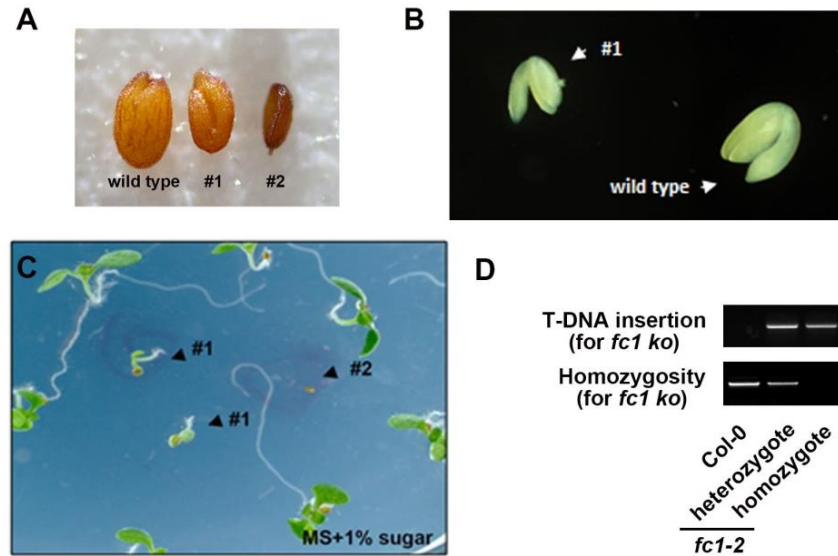 A
wild type #1 #2
B
#1
wild type
C
#1
#2
#1
MS+1% sugar
D
T-DNA insertion
(for fc1 ko)
Homozygosity
(for fc1 ko)
Col-0
heterozygote
homozygote
fc1-2